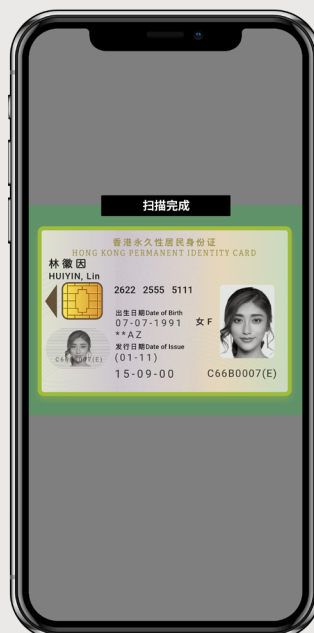 扫描完成
香港永久性居民身份证
HONG KONG PERMANENT IDENTITY CARD
林徽因
HUIYIN, Lin
2622 2555 5111
出生日期Date of Birth
07-07-1991 女 F
**AZ
发行日期Date of Issue
(01-11)
15-09-00
C66B0007(E)
C66B0007(E)